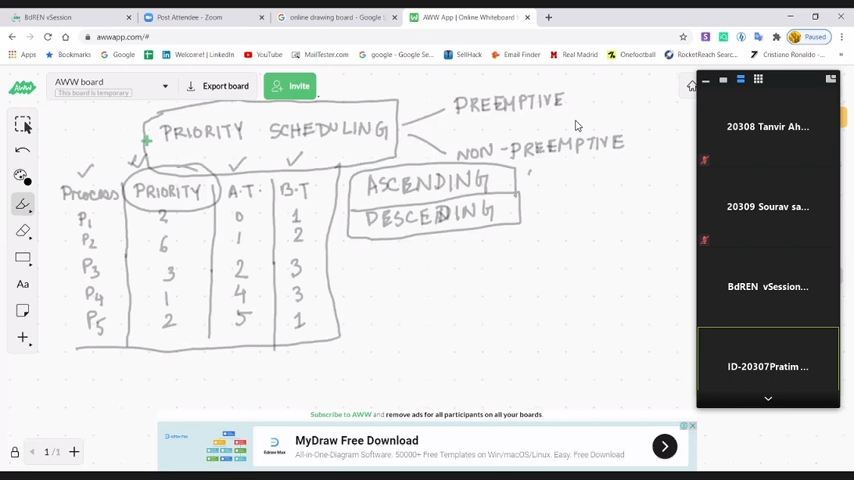 BdREN vSession
Post Attendee - Zoom
online drawing board - Google S
AWW App | Online Whiteboard
awwapp.com/#
Paused
Apps
Bookmarks
Google
Welcome! | LinkedIn
YouTube
MailTester.com
google - Google Se...
SellHack
Email Finder
Real Madrid
Onefootball
RocketReach Search...
Cristiano Ronaldo -...
AWW board
This board is temporary
Export board
Invite
PRIORITY SCHEDULING
PREEMPTIVE
NON-PREEMPTIVE
ASCENDING
DESCEDING
Process PRIORITY A.T. B.T
P1 2 0 1
P2 6 1 2
P3 3 2 3
P4 1 4 3
P5 2 5 1
Aa
20308 Tanvir Ah...
20309 Sourav sa...
BdREN vSession...
ID-20307Pratim ...
Subscribe to AWW and remove ads for all participants on all your boards.
MyDraw Free Download
All-in-One-Diagram Software. 50000+ Free Templates on Win/macOS/Linux. Easy. Free Download
Edraw Max
1/1